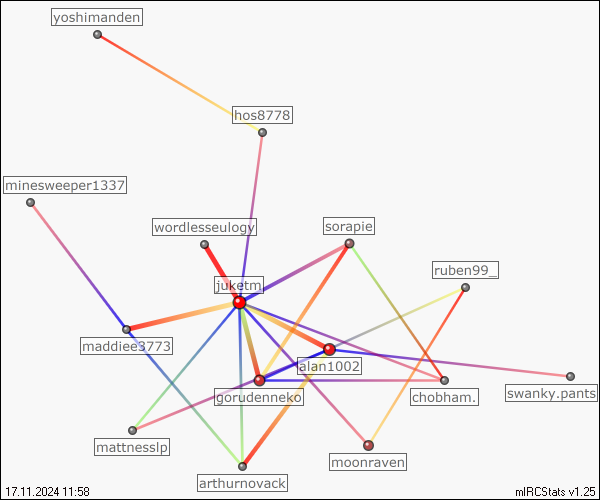 yoshimanden
hos8778
minesweeper1337
wordlesseulogy
sorapie
ruben99_
juketm
maddiee3773
alan1002
gorudenneko
chobham.
swanky.pants
mattnesslp
moonraven
arthurnovack
17.11.2024 11:58
mIRCStats v1.25